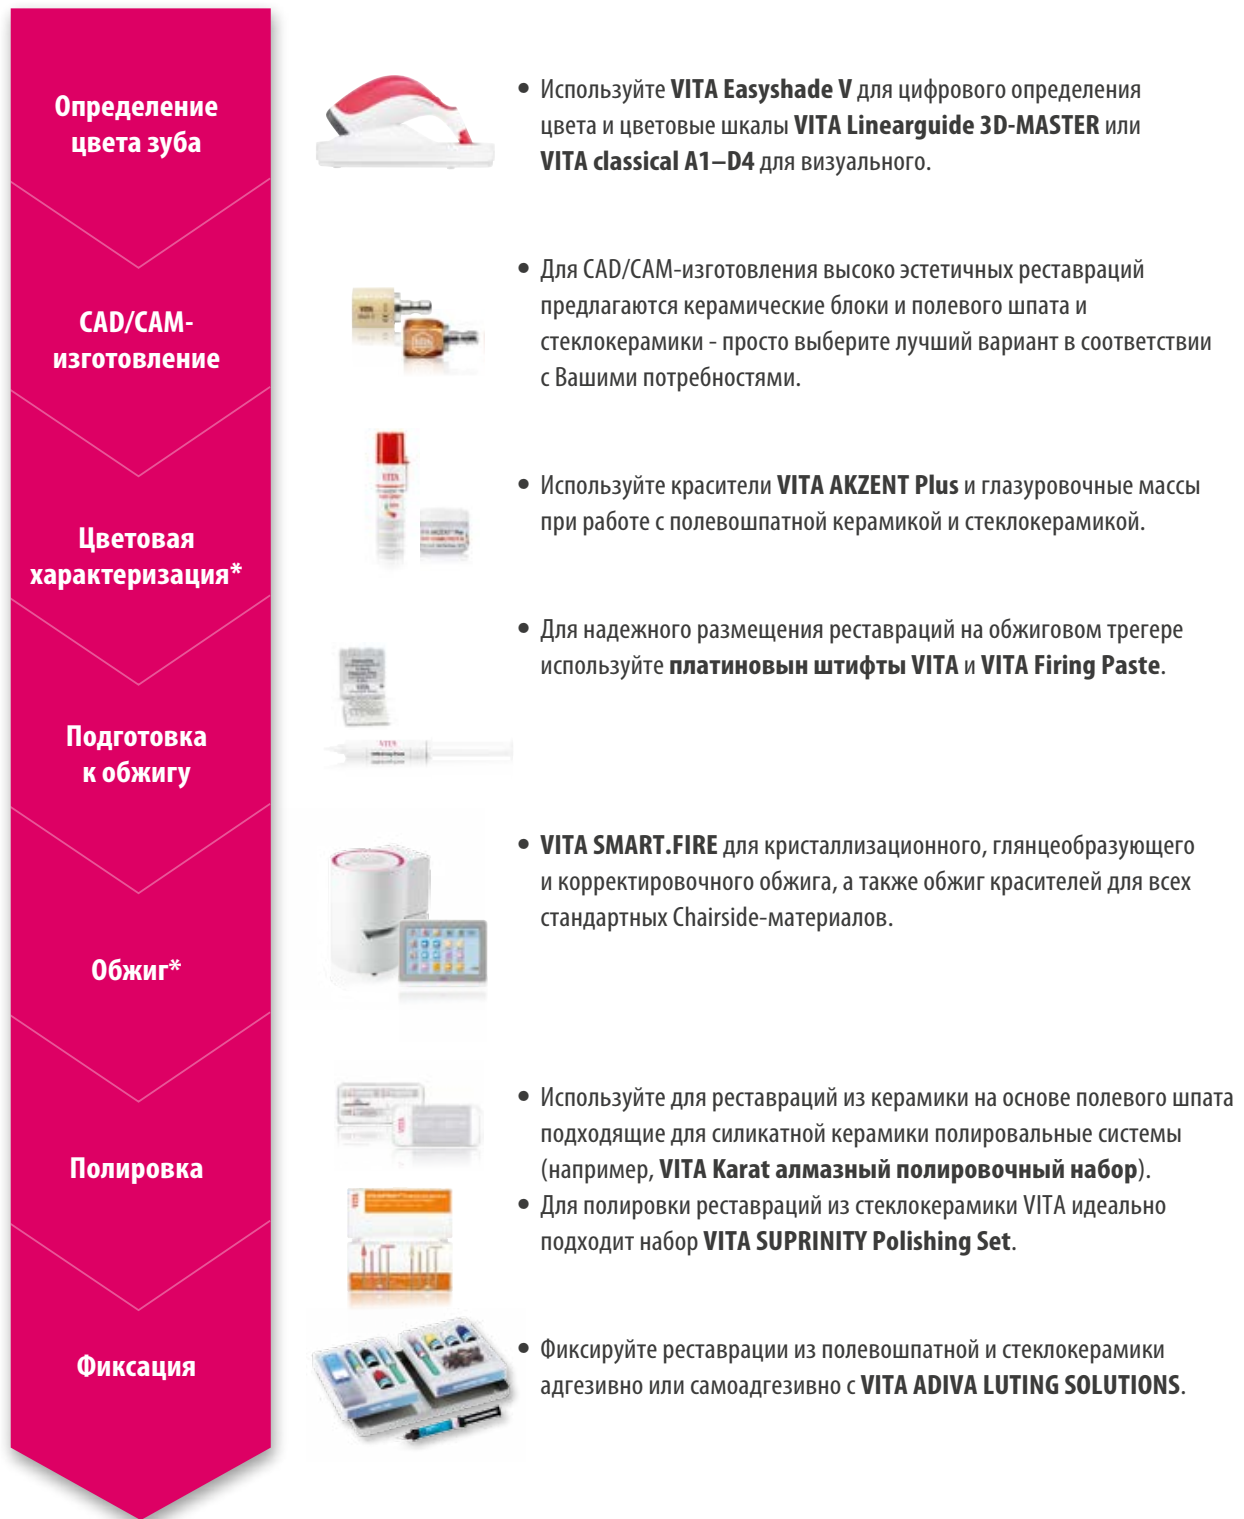 Определение
цвета зуба
• Используйте VITA Easyshade V для цифрового определения
цвета и цветовые шкалы VITA Linearguide 3D-MASTER или
VITA classical A1–D4 для визуального.
CAD/CAM-
изготовление
• Для CAD/CAM-изготовления высоко эстетичных реставраций
предлагаются керамические блоки и полевого шпата и
стеклокерамики - просто выберите лучший вариант в соответствии
с Вашими потребностями.
VITA
Цветовая
характеризация*
• Используйте красители VITA AKZENT Plus и глазуровочные массы
при работе с полевошпатной керамикой и стеклокерамикой.
VITA
Подготовка
к обжигу
• Для надежного размещения реставраций на обжиговом трегере
используйте платиновын штифты VITA и VITA Firing Paste.
VITA
VITA
Обжиг*
• VITA SMART.FIRE для кристаллизационного, глянцеобразующего
и корректировочного обжига, а также обжиг красителей для всех
стандартных Chairside-материалов.
Полировка
• Используйте для реставраций из керамики на основе полевого шпата
подходящие для силикатной керамики полировальные системы
(например, VITA Karat алмазный полировочный набор).
• Для полировки реставраций из стеклокерамики VITA идеально
подходит набор VITA SUPRINITY Polishing Set.
VITA
VITA
Фиксация
• Фиксируйте реставрации из полевошпатной и стеклокерамики
адгезивно или самоадгезивно с VITA ADIVA LUTING SOLUTIONS.